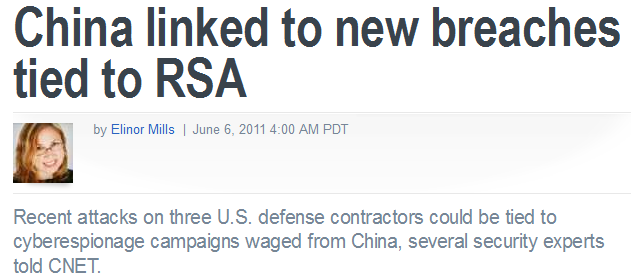 China linked to new breaches
tied to RSA
by Elinor Mills | June 6, 2011 4:00 AM PDT
Recent attacks on three U.S. defense contractors could be tied to
cyberespionage campaigns waged from China, several security experts
told CNET.